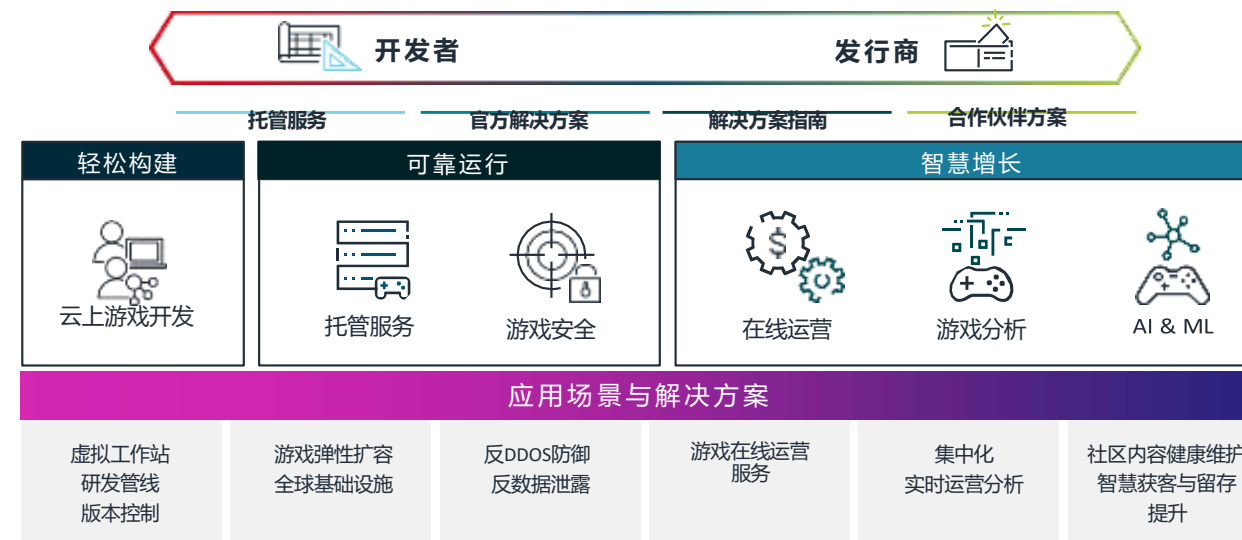 开发者
发行商
托管服务
官方解决方案
解决方案指南
合作伙伴方案
轻松构建
可靠运行
智慧增长
$
云上游戏开发
托管服务
游戏安全
在线运营
游戏分析
AI & ML
应用场景与解决方案
虚拟工作站
研发管线
版本控制
游戏弹性扩容
全球基础设施
反DDOS防御
反数据泄露
游戏在线运营
服务
集中化
实时运营分析
社区内容健康维护
智慧获客与留存
提升